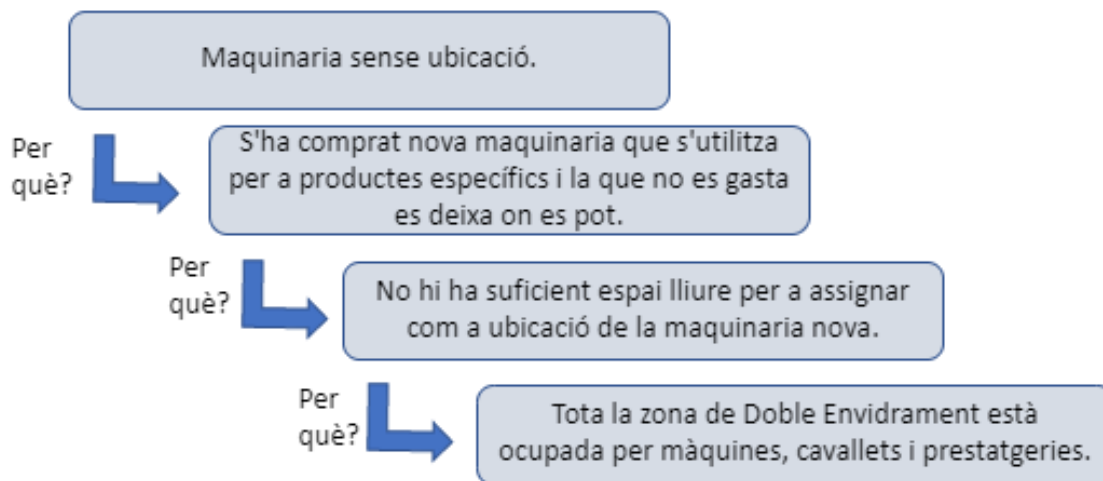 Maquinaria sense ubicació.
Per
què?
S'ha comprat nova maquinaria que s'utilitza
per a productes específics i la que no es gasta
es deixa on es pot.
Per
què?
No hi ha suficient espai lliure per a assignar
com a ubicació de la maquinaria nova.
Per
què?
Tota la zona de Doble Envidrament està
ocupada per màquines, cavallets i prestatgeries.